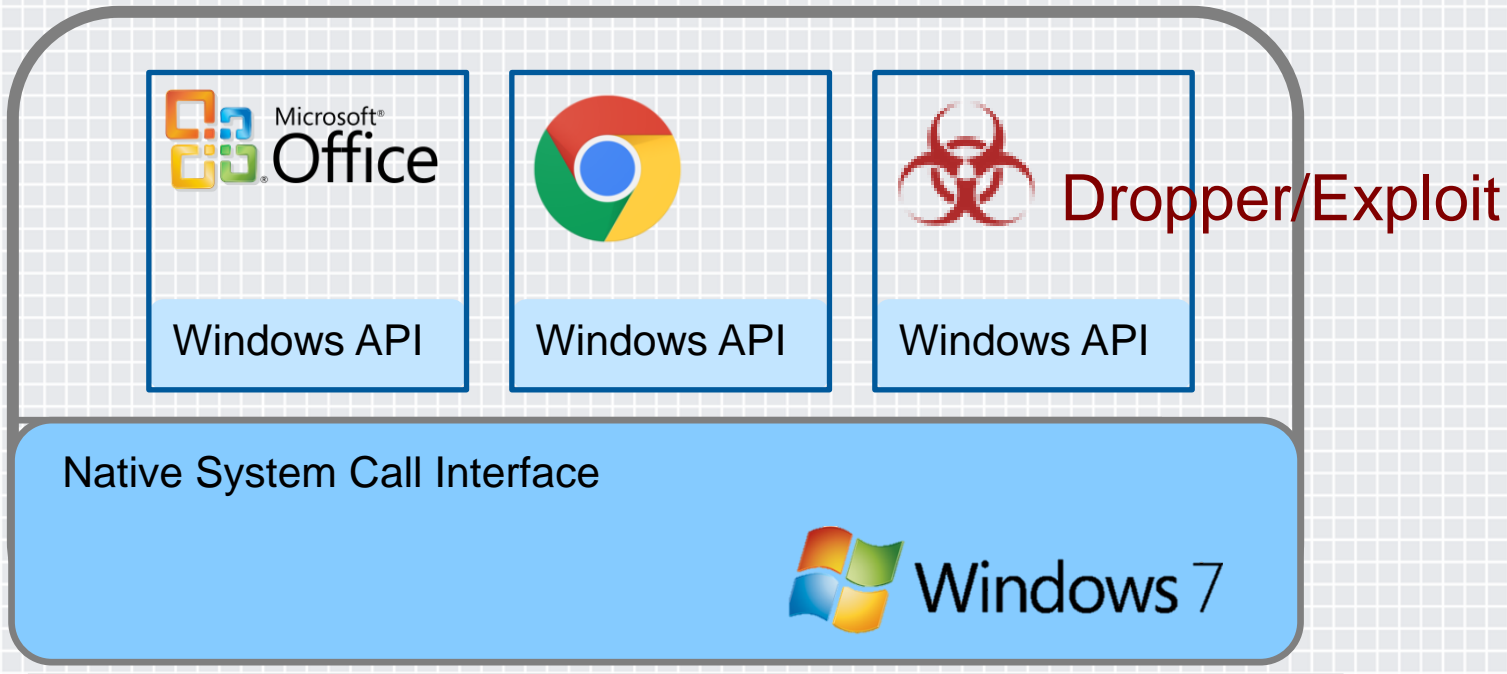 Microsoft®
Office®
Dropper/Exploit
Windows API
Windows API
Windows API
Native System Call Interface
Windows 7